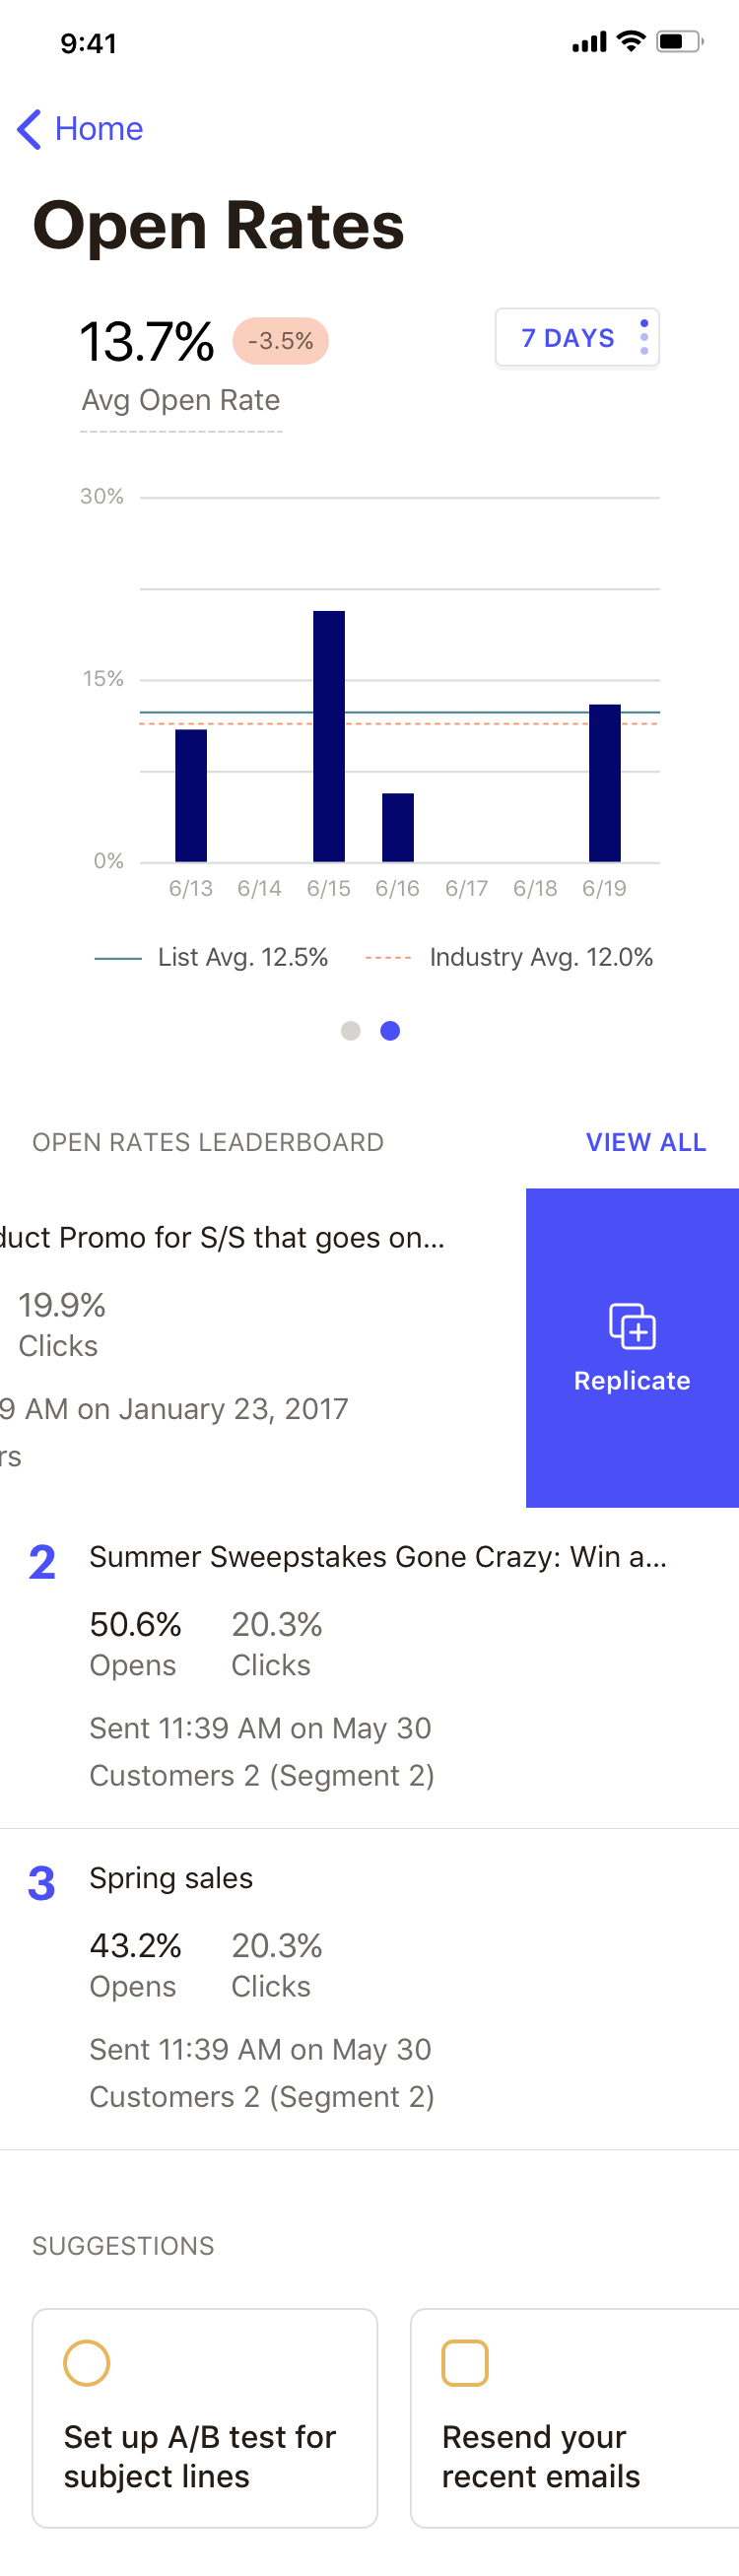 9:41
Home
Open Rates
13.7% -3.5%
7 DAYS
Avg Open Rate
30%
15%
0%
6/13 6/14 6/15 6/16 6/17 6/18 6/19
List Avg. 12.5% Industry Avg. 12.0%
OPEN RATES LEADERBOARD VIEW ALL
duct Promo for S/S that goes on...
19.9%
Clicks
Replicate
9 AM on January 23, 2017
rs
2 Summer Sweepstakes Gone Crazy: Win a...
50.6% 20.3%
Opens Clicks
Sent 11:39 AM on May 30
Customers 2 (Segment 2)
3 Spring sales
43.2% 20.3%
Opens Clicks
Sent 11:39 AM on May 30
Customers 2 (Segment 2)
SUGGESTIONS
Set up A/B test for
subject lines
Resend your
recent emails